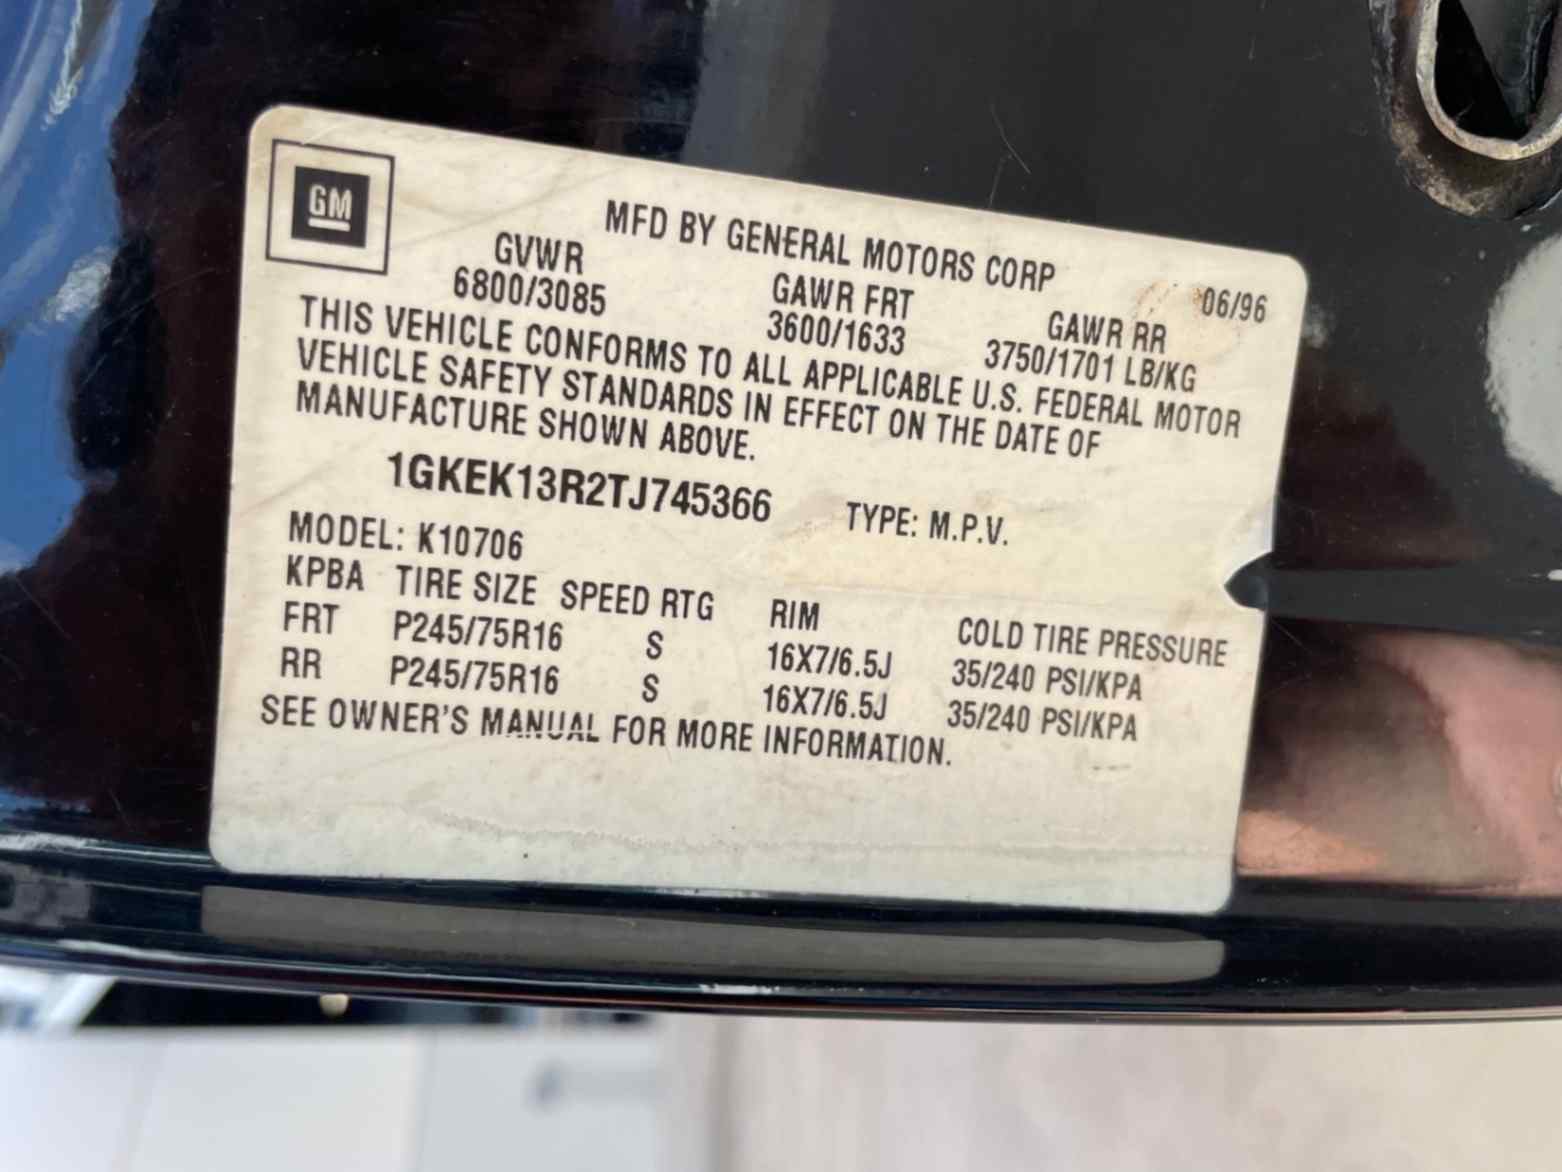 GM
MFD BY GENERAL MOTORS CORP
06/96
GVWR GAWR FRT GAWR RR
6800/3085 3600/1633 3750/1701 LB/KG
THIS VEHICLE CONFORMS TO ALL APPLICABLE U.S. FEDERAL MOTOR
VEHICLE SAFETY STANDARDS IN EFFECT ON THE DATE OF
MANUFACTURE SHOWN ABOVE.
1GKEK13R2TJ745366 TYPE: M.P.V.
MODEL: K10706
KPBA TIRE SIZE SPEED RTG RIM COLD TIRE PRESSURE
FRT P245/75R16 S 16X7/6.5J 35/240 PSI/KPA
RR P245/75R16 S 16X7/6.5J 35/240 PSI/KPA
SEE OWNER'S MANUAL FOR MORE INFORMATION.